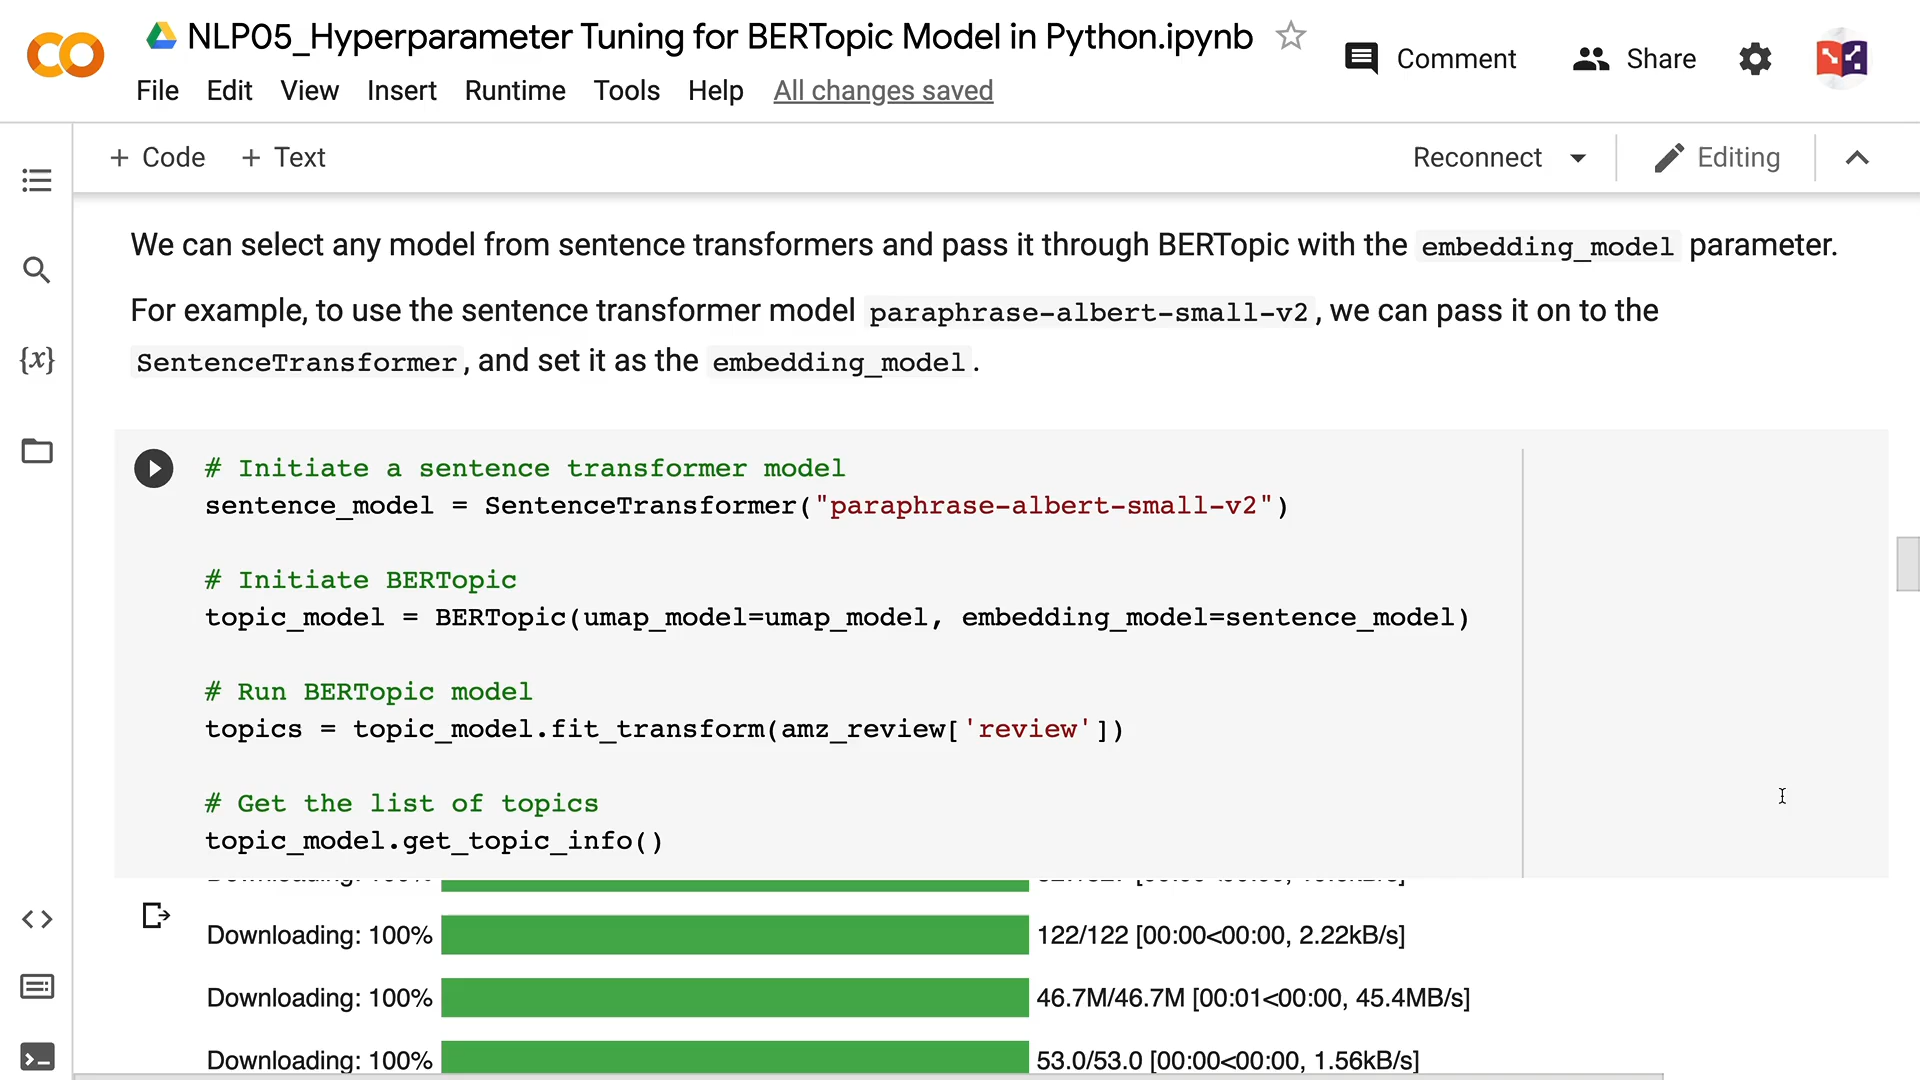 NLP05_Hyperparameter Tuning for BERTopic Model in Python.ipynb
Comment
Share
File Edit View Insert Runtime Tools Help All changes saved
+ Code + Text
Reconnect
Editing
We can select any model from sentence transformers and pass it through BERTopic with the embedding_model parameter.
For example, to use the sentence transformer model paraphrase-albert-small-v2, we can pass it on to the
SentenceTransformer, and set it as the embedding_model.
# Initiate a sentence transformer model
sentence_model = SentenceTransformer("paraphrase-albert-small-v2")
# Initiate BERTopic
topic_model = BERTopic(umap_model=umap_model, embedding_model=sentence_model)
# Run BERTopic model
topics = topic_model.fit_transform(amz_review['review'])
# Get the list of topics
topic_model.get_topic_info()
Downloading: 100% 122/122 [00:00<00:00, 2.22kB/s]
Downloading: 100% 46.7M/46.7M [00:01<00:00, 45.4MB/s]
Downloading: 100% 53.0/53.0 [00:00<00:00, 1.56kB/s]